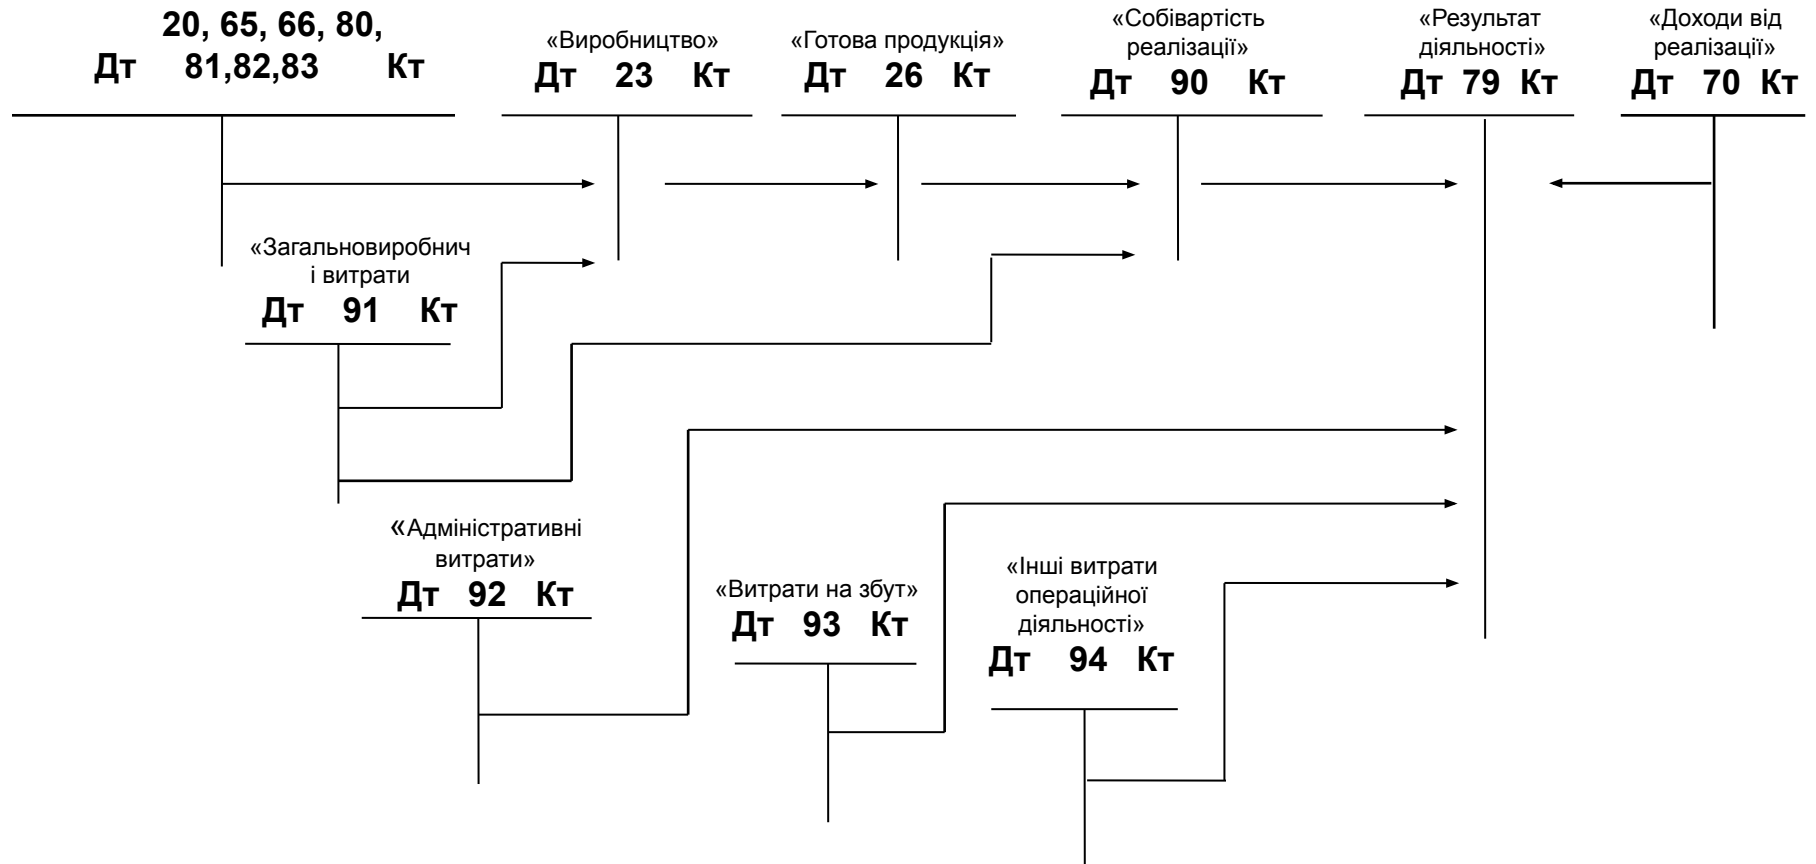 20, 65, 66, 80,
Дт 81,82,83 Кт
«Виробництво»
Дт 23 Кт
«Готова продукція»
Дт 26 Кт
«Собівартість
реалізації»
Дт 90 Кт
«Результат
діяльності»
Дт 79 Кт
«Доходи від
реалізації»
Дт 70 Кт
«Загальновиробнич
і витрати
Дт 91 Кт
«Адміністративні
витрати»
Дт 92 Кт
«Витрати на збут»
Дт 93 Кт
«Інші витрати
операційної
діяльності»
Дт 94 Кт